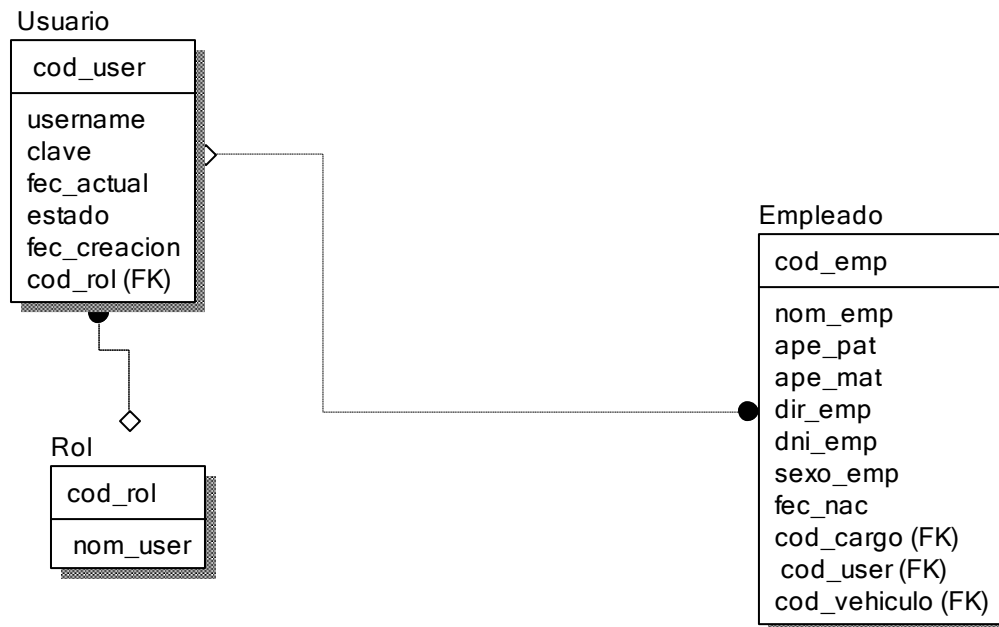 Usuario
cod_user
username
clave
fec_actual
estado
fec_creacion
cod_rol (FK)
Rol
cod_rol
nom_user
Empleado
cod_emp
nom_emp
ape_pat
ape_mat
dir_emp
dni_emp
sexo_emp
fec_nac
cod_cargo (FK)
cod_user (FK)
cod_vehiculo (FK)